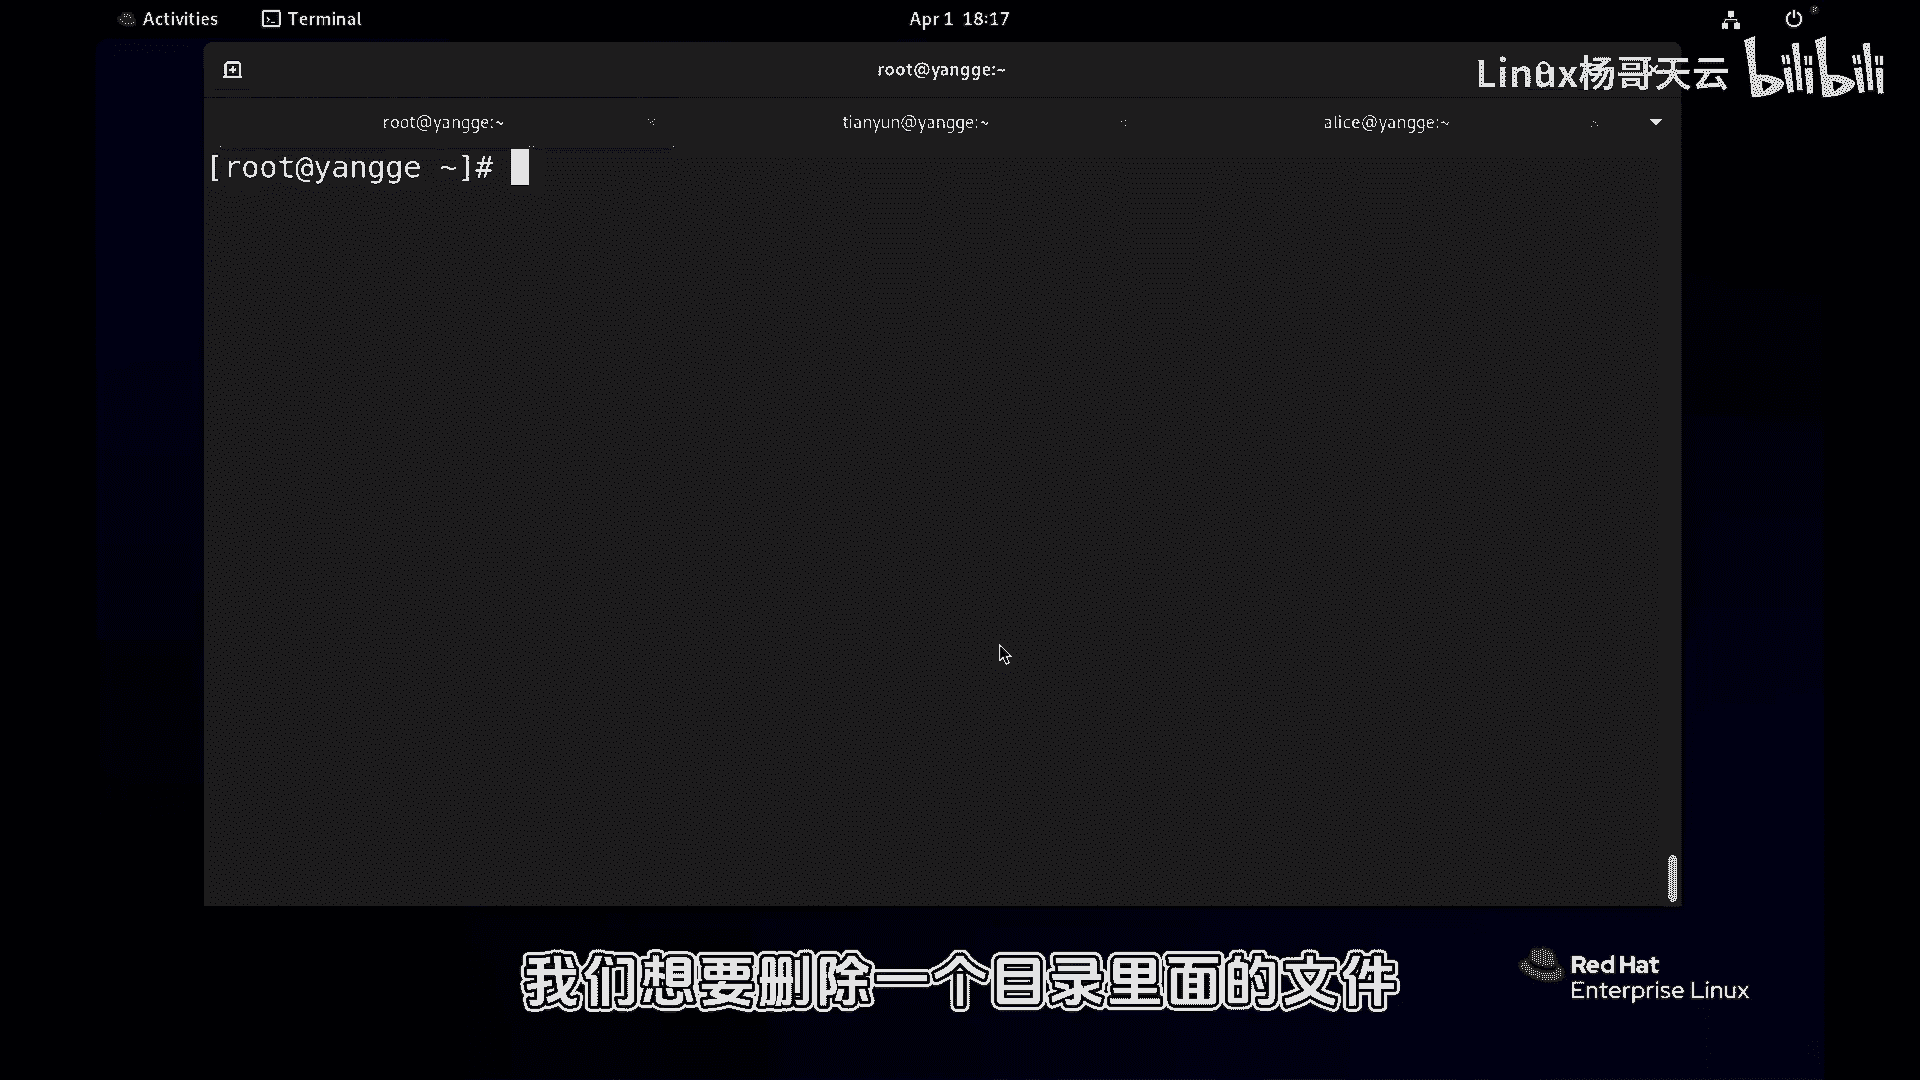 Activities
Terminal
Apr 1 18:17
root@yangge:~
Linux杨哥天云 bilibili
root@yangge:~
tianyun@yangge:~
alice@yangge:~
[root@yangge ~]#
我们想要删除一个目录里面的文件
Red Hat
Enterprise Linux